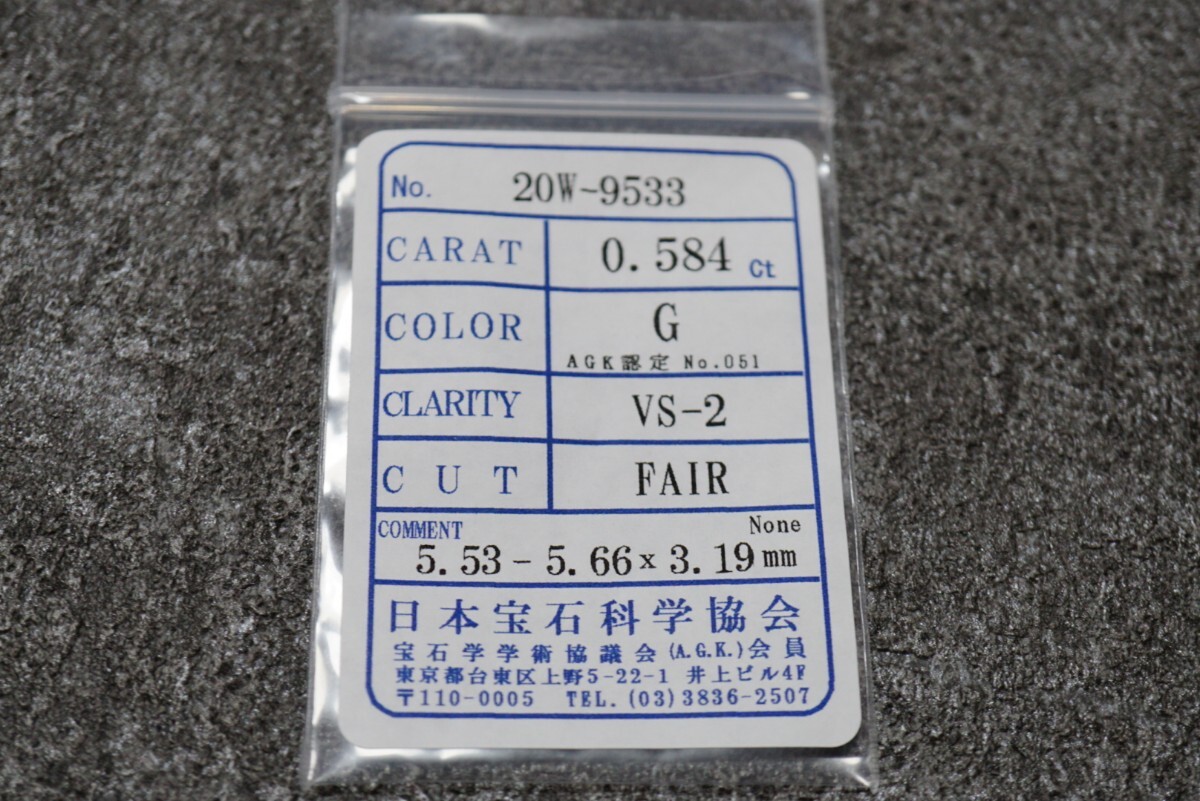 No. 20W-9533
CARAT 0.584 Ct
COLOR G
AGK認定 No.051
CLARITY VS-2
CUT FAIR
COMMENT None
5.53 - 5.66 x 3.19 mm
日本宝石科学協会
宝石学学術協議会(A.G.K.)会員
東京都台東区上野5-22-1 井上ビル4F
〒110-0005 TEL.(03)3836-2507